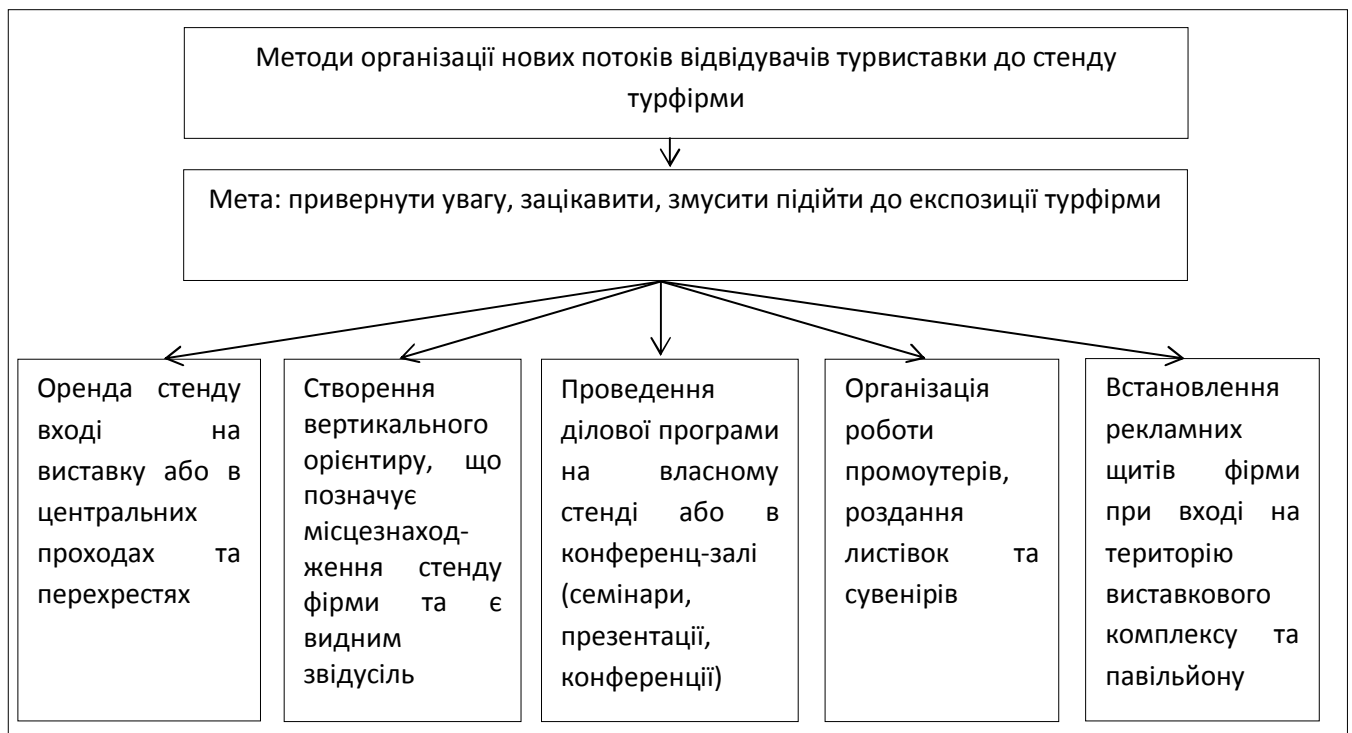 Методи організації нових потоків відвідувачів турвиставки до стенду
турфірми
Мета: привернути увагу, зацікавити, змусити підійти до експозиції турфірми
Оренда стенду
вході на
виставку або в
центральних
проходах та
перехрестях
Створення
вертикального
орієнтиру, що
позначує
місцезнаход-
ження стенду
фірми та є
видним
звідусіль
Проведення
ділової програми
на власному
стенді або в
конференц-залі
(семінари,
презентації,
конференції)
Організація
роботи
промоутерів,
роздання
листівок та
сувенірів
Встановлення
рекламних
щитів фірми
при вході на
територію
виставкового
комплексу та
павільйону